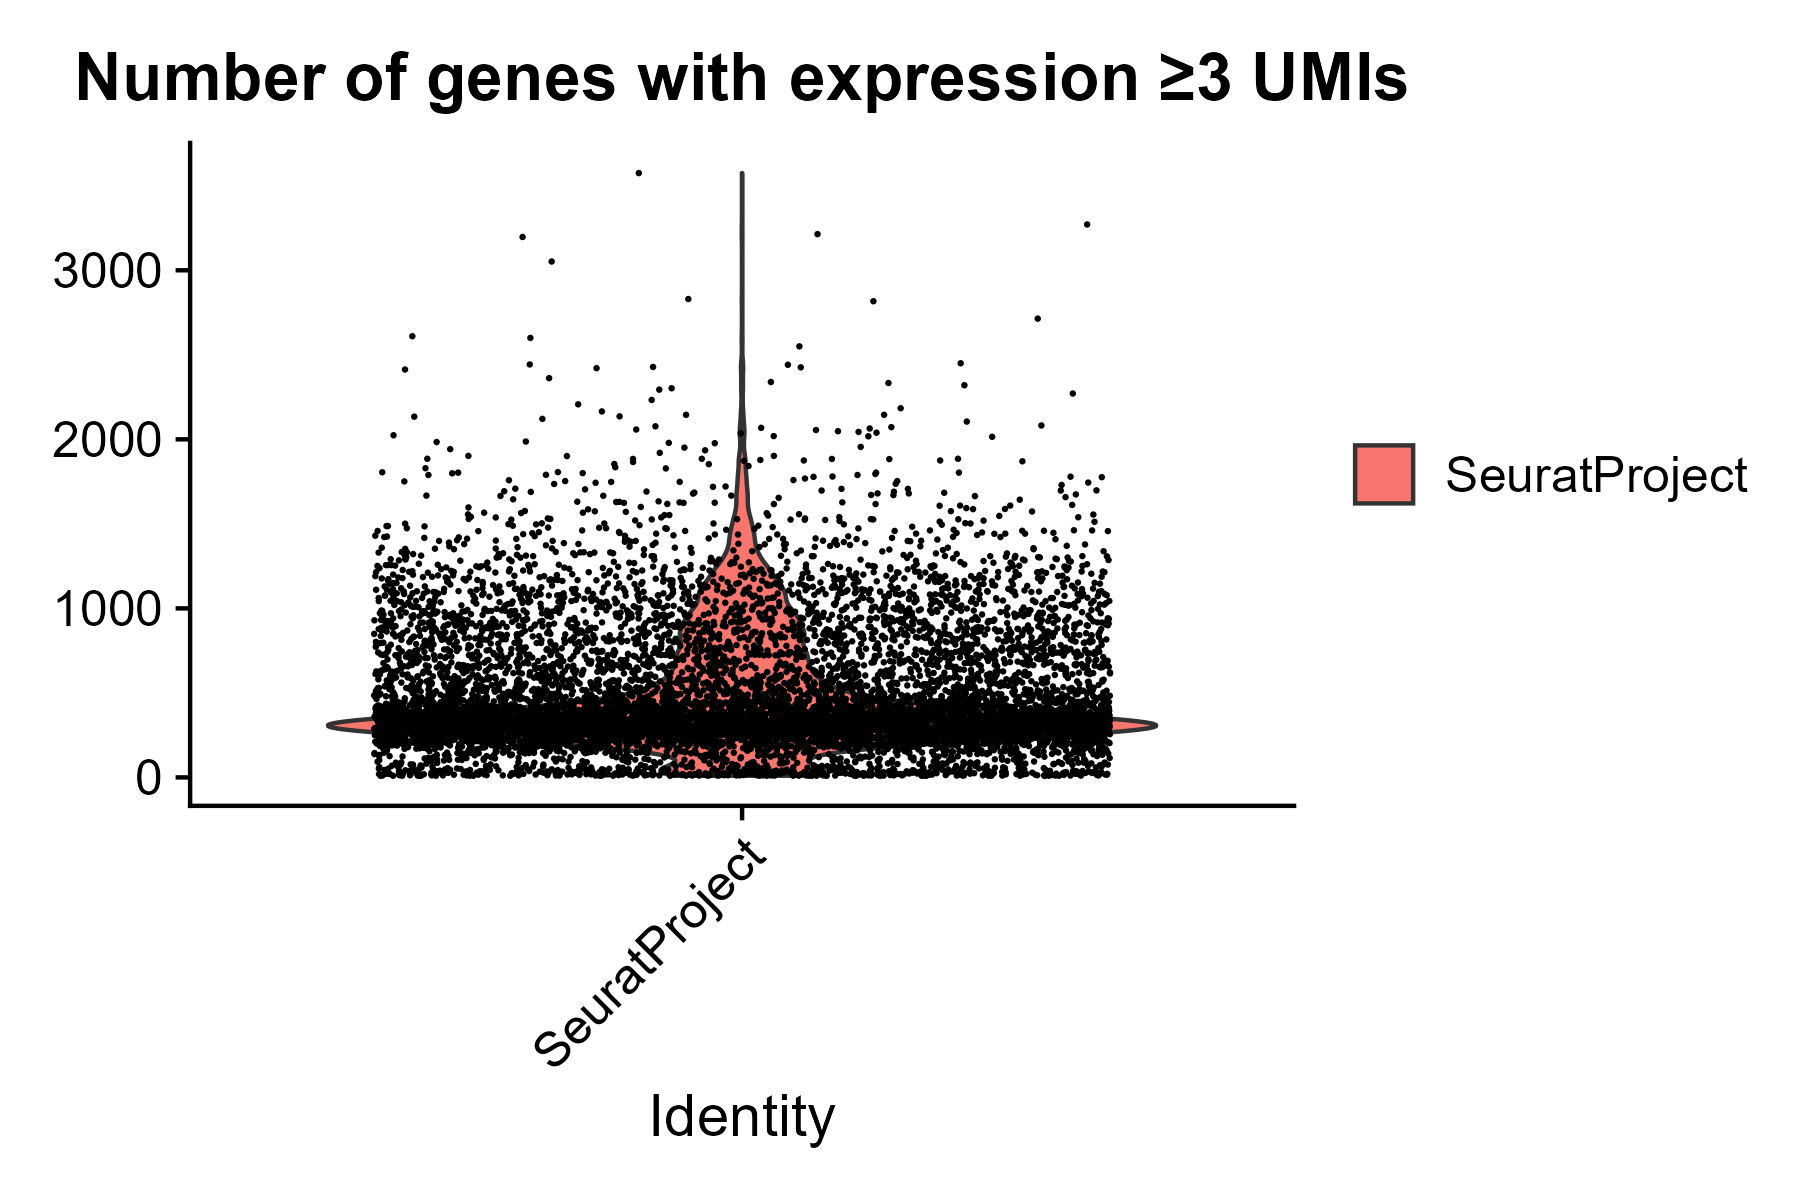 Number of genes with expression ≥3 UMIs
3000
2000
1000
0
SeuratProject
SeuratProject
Identity